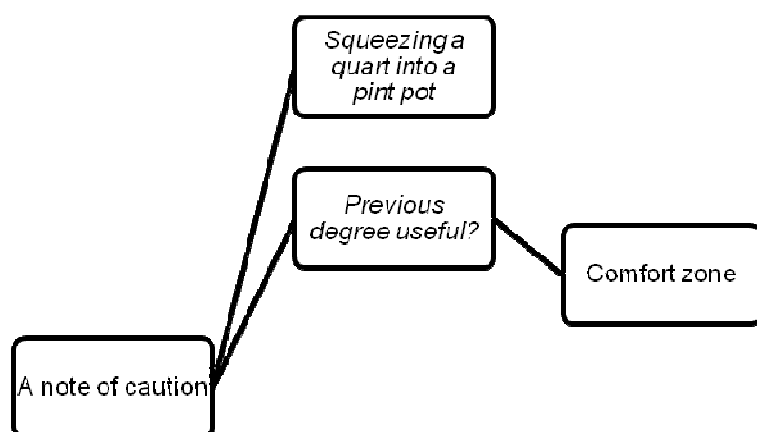 Squeezing a
quart into a
pint pot
Previous
degree useful?
Comfort zone
A note of caution